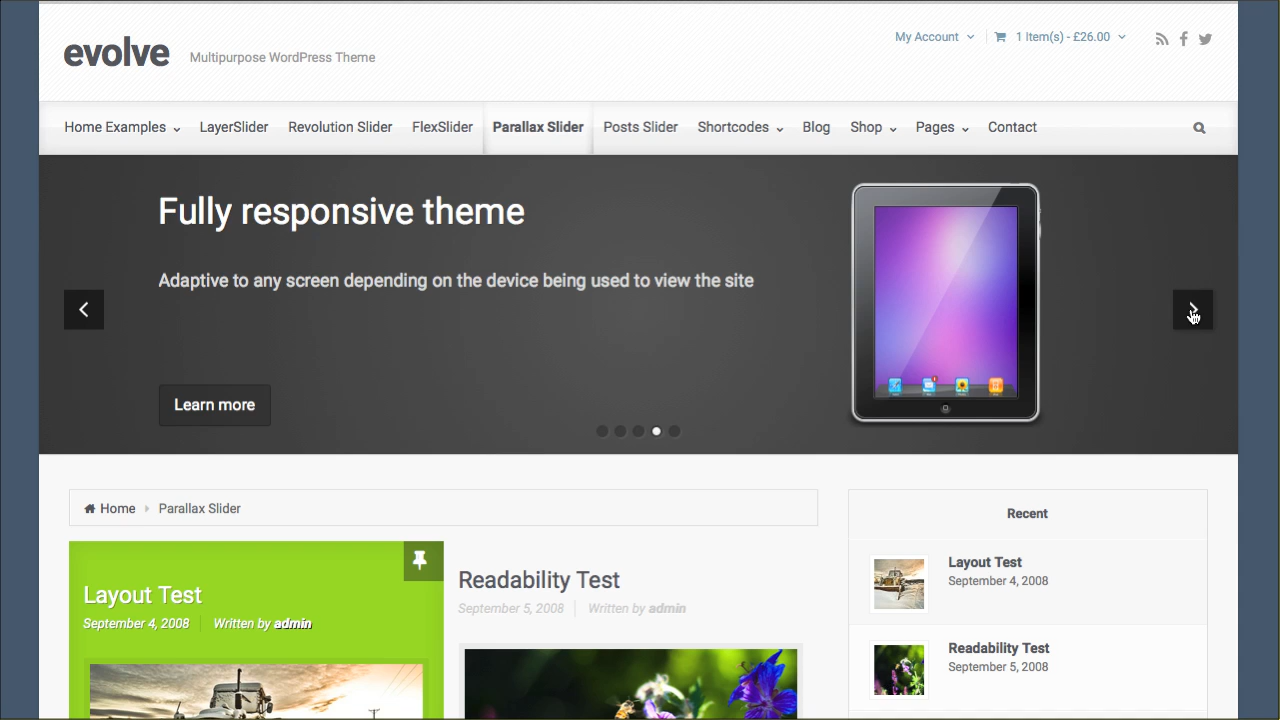 evolve
Multipurpose WordPress Theme
My Account
1 Item(s) - £26.00
Home Examples
LayerSlider
Revolution Slider
FlexSlider
Parallax Slider
Posts Slider
Shortcodes
Blog
Shop
Pages
Contact
Fully responsive theme
Adaptive to any screen depending on the device being used to view the site
Learn more
Home
Parallax Slider
Layout Test
September 4, 2008
Written by admin
Readability Test
September 5, 2008
Written by admin
Recent
Layout Test
September 4, 2008
Readability Test
September 5, 2008